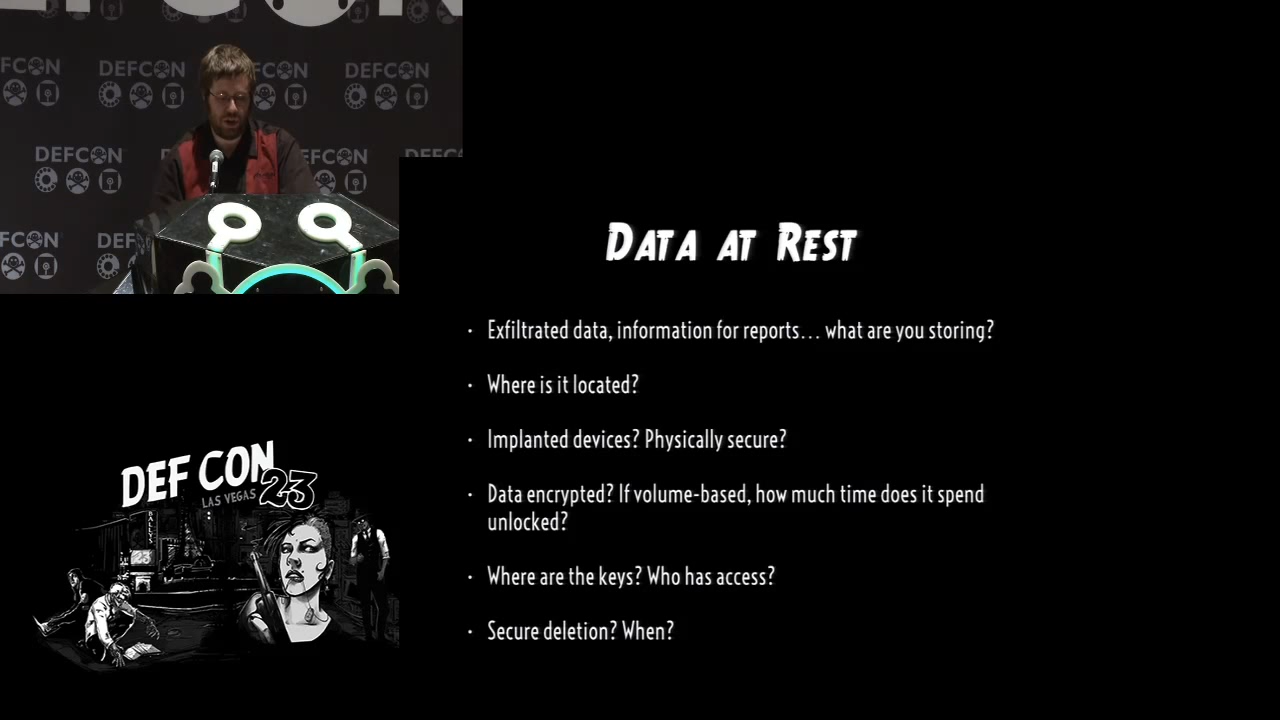 DEFCON
DEFCON
DEFCON
DEFCON
DATA AT REST
• Exfiltrated data, information for reports… what are you storing?
• Where is it located?
• Implanted devices? Physically secure?
• Data encrypted? If volume-based, how much time does it spend
unlocked?
• Where are the keys? Who has access?
• Secure deletion? When?
DEF CON
LAS VEGAS 23
BALLYS
23